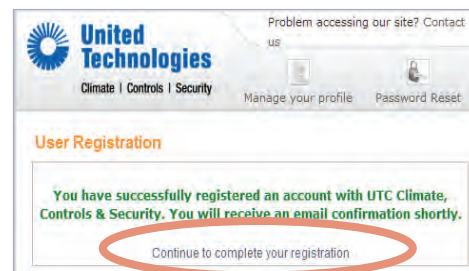 United
Technologies
Climate | Controls | Security
Problem accessing our site? Contact
us
Manage your profile Password Reset
User Registration
You have successfully registered an account with UTC Climate,
Controls & Security. You will receive an email confirmation shortly.
Continue to complete your registration